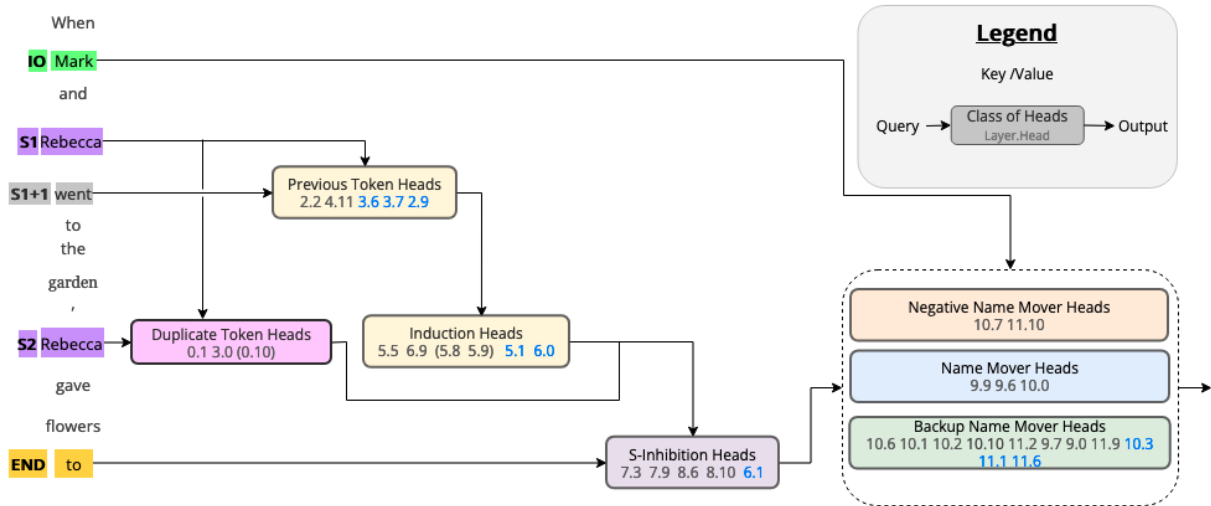 When
IO Mark
and
S1 Rebecca
S1+1 went
to
the
garden
,
S2 Rebecca
gave
flowers
END to
Previous Token Heads
2.2 4.11 3.6 3.7 2.9
Duplicate Token Heads
0.1 3.0 (0.10)
Induction Heads
5.5 6.9 (5.8 5.9) 5.1 6.0
S-Inhibition Heads
7.3 7.9 8.6 8.10 6.1
Legend
Key /Value
Query
Class of Heads
Layer.Head
Output
Negative Name Mover Heads
10.7 11.10
Name Mover Heads
9.9 9.6 10.0
Backup Name Mover Heads
10.6 10.1 10.2 10.10 11.2 9.7 9.0 11.9 10.3
11.1 11.6